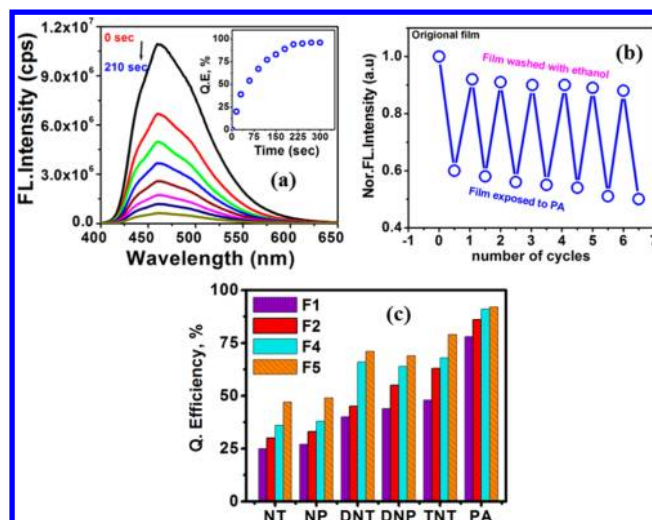 FL.Intensity (cps)
1.2x10⁷
9.0x10⁶
6.0x10⁶
3.0x10⁶
0.0
0 sec
210 sec
Q.E, %
100
75
50
25
0
0 75 150 225 300
Time (sec)
(a)
400 450 500 550 600 650
Wavelength (nm)
Origional film
(b)
Nor.FL.Intensity (a.u)
1.0
0.8
0.6
0.4
Film washed with ethanol
Film exposed to PA
-1 0 1 2 3 4 5 6 7
number of cycles
Q. Efficiency, %
100
75
50
25
0
F1
F2
F4
F5
(c)
NT NP DNT DNP TNT PA